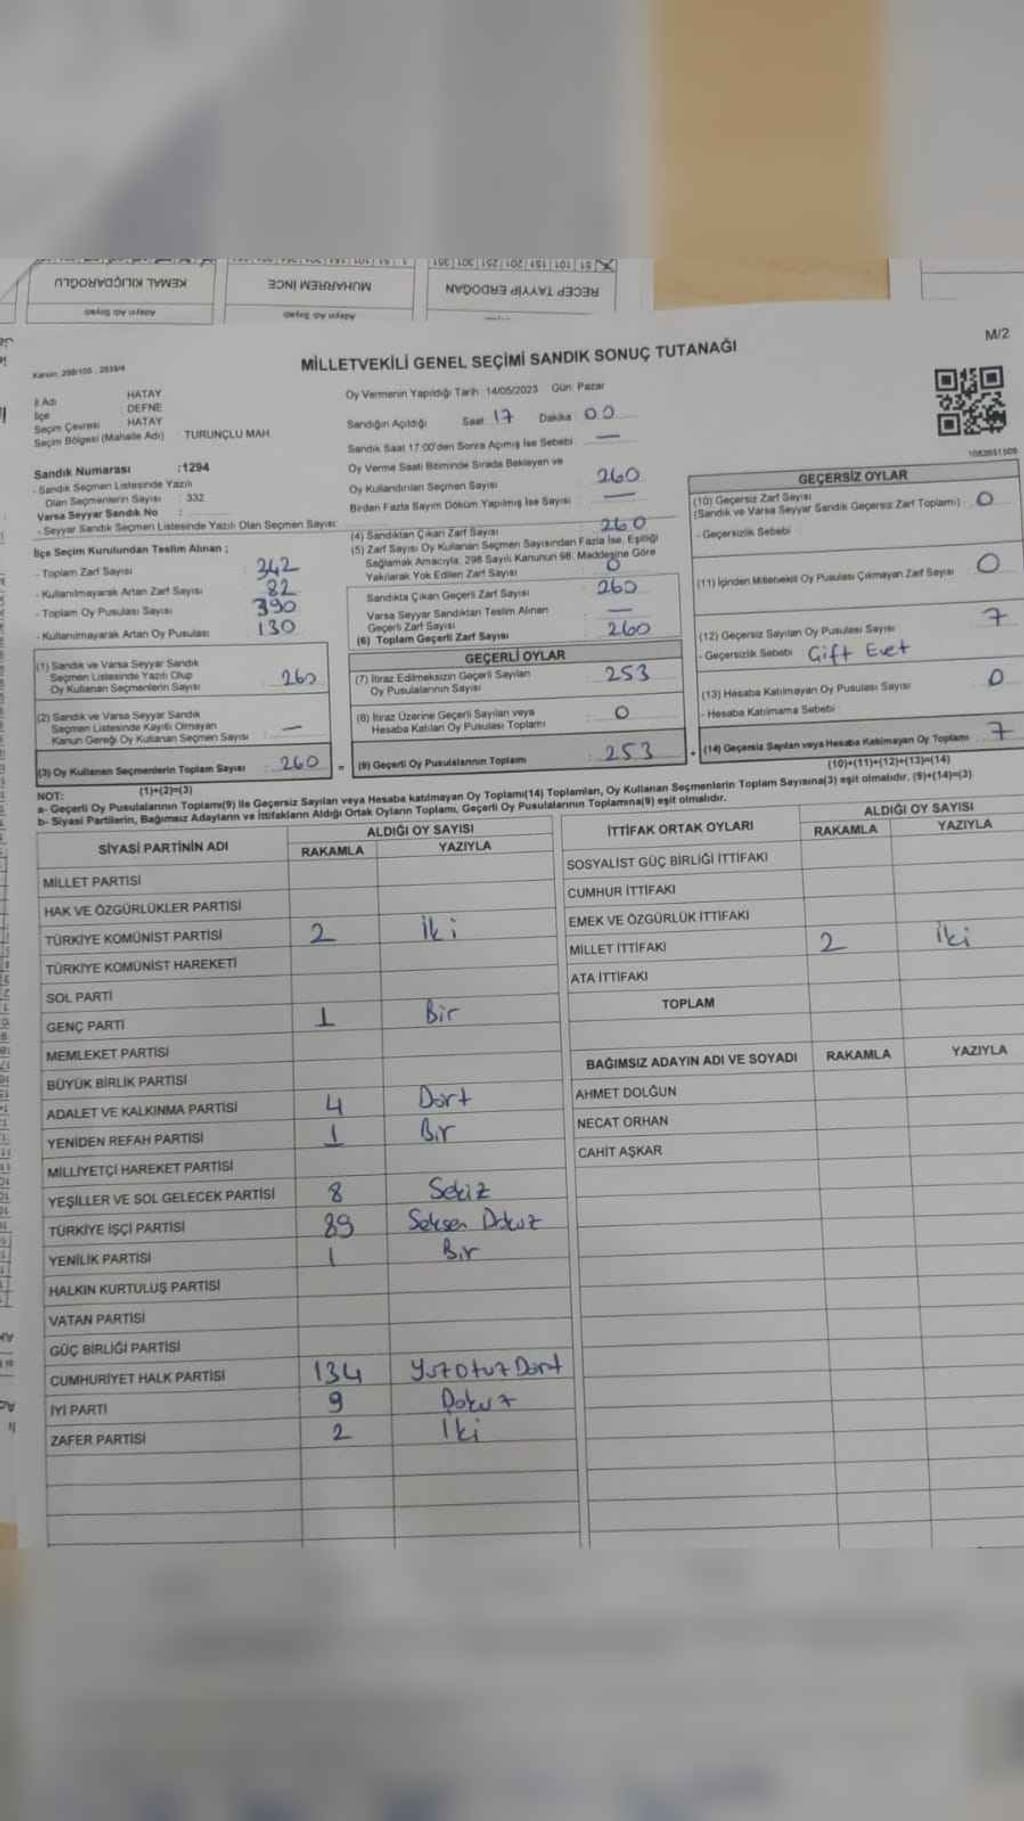 KEMAL KILIÇDAROĞLU
MUHARREM İNCE
RECEP TAYYİP ERDOĞAN
M/2
MİLLETVEKİLİ GENEL SEÇİMİ SANDIK SONUÇ TUTANAĞI
İl Adı HATAY
İlçe DEFNE
Seçim Çevresi HATAY
Seçim Bölgesi (Mahalle Adı) TURUNÇLU MAH.
Oy Vermenin Yapıldığı Tarih: 14/05/2023 Gün: Pazar
Sandığın Açıldığı Saat 17 Dakika 00
Sandık Saat 17:00'den Sonra Açılmış İse Sebebi —
Sandık Numarası :1294
- Sandık Seçmen Listesinde Yazılı
Olan Seçmenlerin Sayısı : 332
Varsa Seyyar Sandık No :
- Seyyar Sandık Seçmen Listesinde Yazılı Olan Seçmen Sayısı:
Oy Verme Saati Bitiminde Sırada Bekleyen ve
Oy Kullandırılan Seçmen Sayısı 260
Birden Fazla Sayım Döküm Yapılmış İse Sayısı —
İlçe Seçim Kurulundan Teslim Alınan ;
- Toplam Zarf Sayısı : 342
- Kullanılmayarak Artan Zarf Sayısı : 82
- Toplam Oy Pusulası Sayısı : 390
- Kullanılmayarak Artan Oy Pusulası : 130
(1) Sandık ve Varsa Seyyar Sandık
Seçmen Listesinde Yazılı Olup
Oy Kullanan Seçmenlerin Sayısı : 260
(2) Sandık ve Varsa Seyyar Sandık
Seçmen Listesinde Kayıtlı Olmayan
Kanun Gereği Oy Kullanan Seçmen Sayısı : —
(3) Oy Kullanan Seçmenlerin Toplam Sayısı : 260
(1)+(2)=(3)
(4) Sandıktan Çıkan Zarf Sayısı : 260
(5) Zarf Sayısı Oy Kullanan Seçmen Sayısından Fazla İse, Eşitliği
Sağlamak Amacıyla, 298 Sayılı Kanunun 98. Maddesine Göre
Yakılarak Yok Edilen Zarf Sayısı : 0
Sandıkta Çıkan Geçerli Zarf Sayısı : 260
Varsa Seyyar Sandıktan Teslim Alınan
Geçerli Zarf Sayısı : —
(6) Toplam Geçerli Zarf Sayısı : 260
GEÇERLİ OYLAR
(7) İtiraz Edilmeksizin Geçerli Sayılan
Oy Pusulalarının Sayısı : 253
(8) İtiraz Üzerine Geçerli Sayılan veya
Hesaba Katılan Oy Pusulası Toplamı : 0
= (9) Geçerli Oy Pusulalarının Toplamı : 253
GEÇERSİZ OYLAR
(10) Geçersiz Zarf Sayısı
(Sandık ve Varsa Seyyar Sandık Geçersiz Zarf Toplamı) : 0
- Geçersizlik Sebebi
(11) İçinden Milletvekili Oy Pusulası Çıkmayan Zarf Sayısı : 0
(12) Geçersiz Sayılan Oy Pusulası Sayısı : 7
- Geçersizlik Sebebi Çift Evet
(13) Hesaba Katılmayan Oy Pusulası Sayısı : 0
- Hesaba Katılmama Sebebi
+ (14) Geçersiz Sayılan veya Hesaba Katılmayan Oy Toplamı : 7
(10)+(11)+(12)+(13)=(14)
NOT:
a- Geçerli Oy Pusulalarının Toplamı(9) ile Geçersiz Sayılan veya Hesaba katılmayan Oy Toplamı(14) Toplamları, Oy Kullanan Seçmenlerin Toplam Sayısına(3) eşit olmalıdır. (9)+(14)=(3)
b- Siyasi Partilerin, Bağımsız Adayların ve İttifakların Aldığı Ortak Oyların Toplamı, Geçerli Oy Pusulalarının Toplamına(9) eşit olmalıdır.
SİYASİ PARTİNİN ADI ALDIĞI OY SAYISI
RAKAMLA YAZIYLA
MİLLET PARTİSİ
HAK VE ÖZGÜRLÜKLER PARTİSİ
TÜRKİYE KOMÜNİST PARTİSİ 2 İki
TÜRKİYE KOMÜNİST HAREKETİ
SOL PARTİ
GENÇ PARTİ 1 Bir
MEMLEKET PARTİSİ
BÜYÜK BİRLİK PARTİSİ
ADALET VE KALKINMA PARTİSİ 4 Dört
YENİDEN REFAH PARTİSİ 1 Bir
MİLLİYETÇİ HAREKET PARTİSİ
YEŞİLLER VE SOL GELECEK PARTİSİ 8 Sekiz
TÜRKİYE İŞÇİ PARTİSİ 89 Seksen Dokuz
YENİLİK PARTİSİ 1 Bir
HALKIN KURTULUŞ PARTİSİ
VATAN PARTİSİ
GÜÇ BİRLİĞİ PARTİSİ
CUMHURİYET HALK PARTİSİ 134 YüzOtuzDört
İYİ PARTİ 9 Dokuz
ZAFER PARTİSİ 2 İki
İTTİFAK ORTAK OYLARI ALDIĞI OY SAYISI
RAKAMLA YAZIYLA
SOSYALİST GÜÇ BİRLİĞİ İTTİFAKI
CUMHUR İTTİFAKI
EMEK VE ÖZGÜRLÜK İTTİFAKI
MİLLET İTTİFAKI 2 İki
ATA İTTİFAKI
TOPLAM
BAĞIMSIZ ADAYIN ADI VE SOYADI RAKAMLA YAZIYLA
AHMET DOLĞUN
NECAT ORHAN
CAHİT AŞKAR